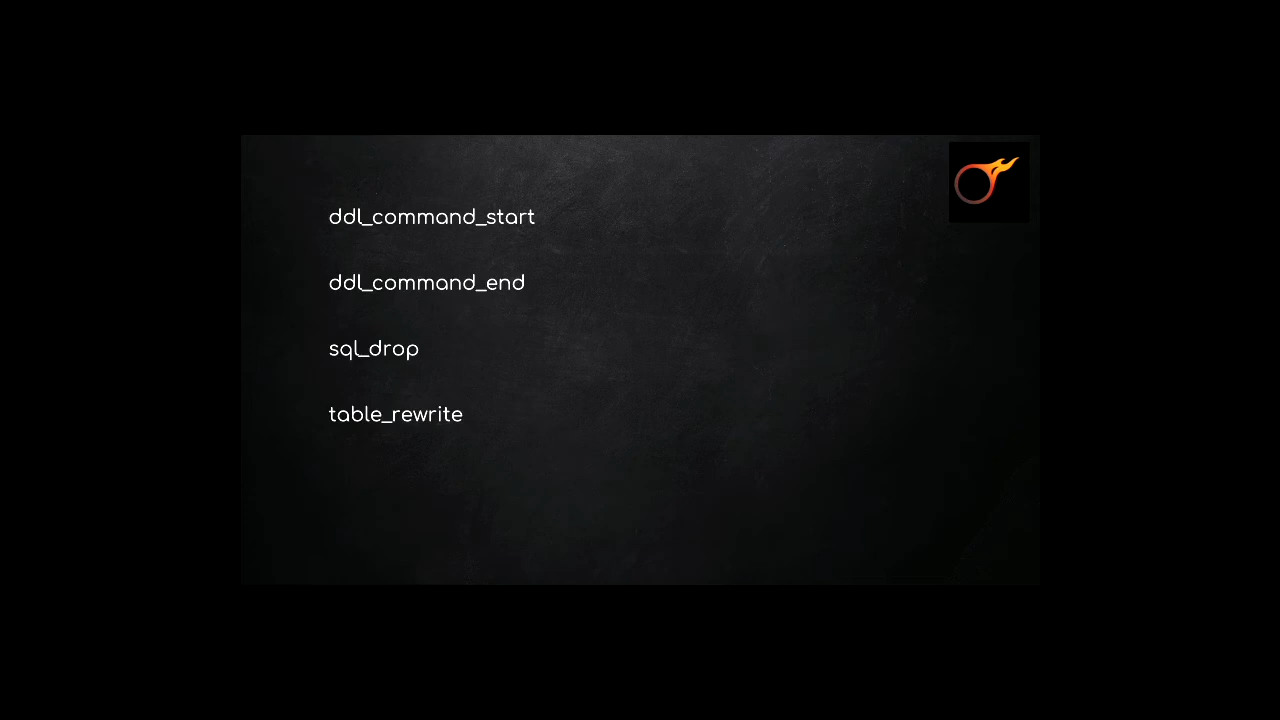 ddl_command_start
ddl_command_end
sql_drop
table_rewrite